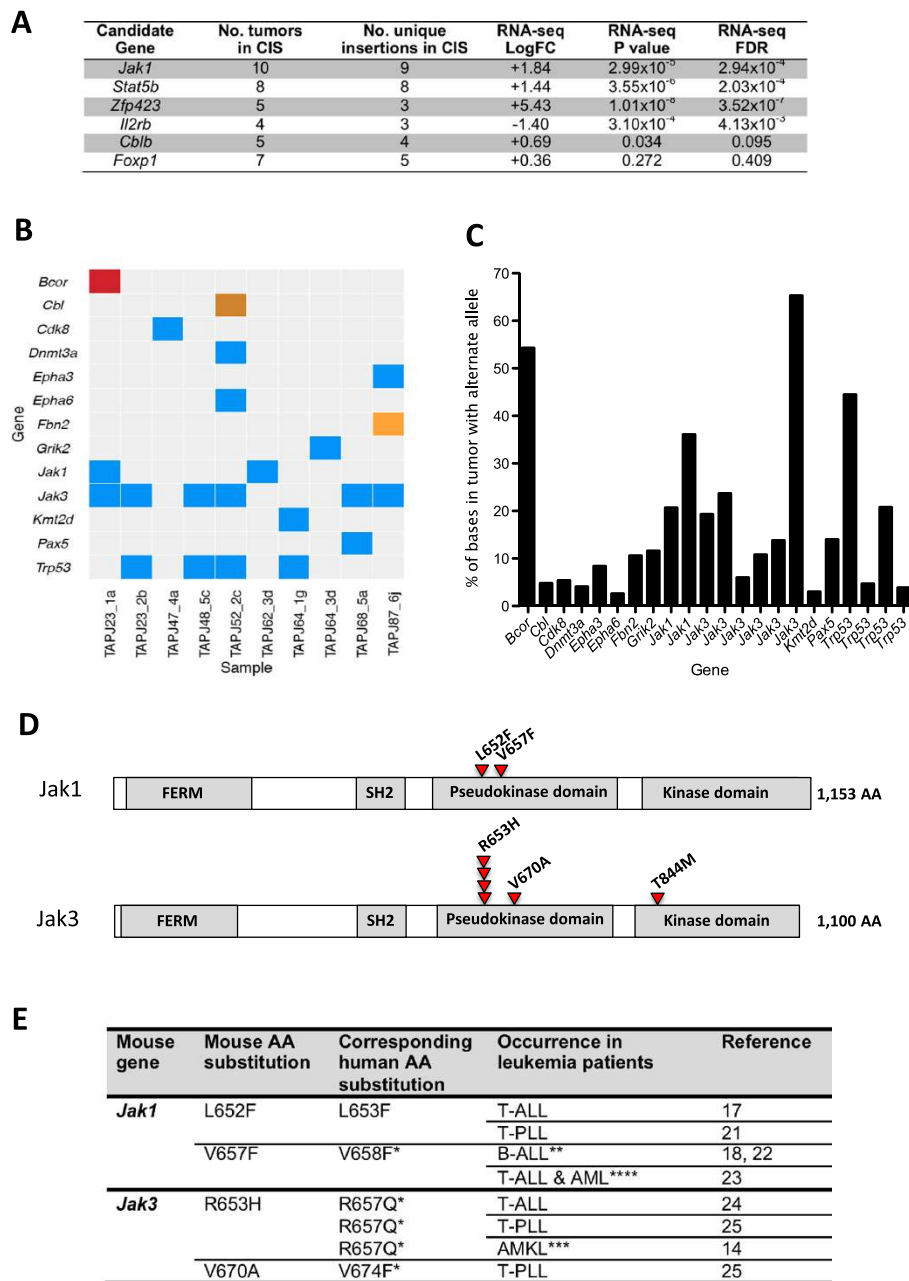 A
Candidate Gene No. tumors in CIS No. unique insertions in CIS RNA-seq LogFC RNA-seq P value RNA-seq FDR
Jak1 10 9 +1.84 2.99x10-5 2.94x10-4
Stat5b 8 8 +1.44 3.55x10-6 2.03x10-4
Zfp423 5 3 +5.43 1.01x10-8 3.52x10-7
Il2rb 4 3 -1.40 3.10x10-4 4.13x10-3
Cblb 5 4 +0.69 0.034 0.095
Foxp1 7 5 +0.36 0.272 0.409
B
Gene
Bcor
Cbl
Cdk8
Dnmt3a
Epha3
Epha6
Fbn2
Grik2
Jak1
Jak3
Kmt2d
Pax5
Trp53
TAPJ23_1a TAPJ23_2b TAPJ47_4a TAPJ48_5c TAPJ52_2c TAPJ62_3d TAPJ64_1g TAPJ64_3d TAPJ68_5a TAPJ87_6j
Sample
C
% of bases in tumor with alternate allele
70
60
50
40
30
20
10
0
Bcor Cbl Cdk8 Dnmt3a Epha3 Epha6 Fbn2 Grik2 Jak1 Jak1 Jak3 Jak3 Jak3 Jak3 Jak3 Jak3 Kmt2d Pax5 Trp53 Trp53 Trp53 Trp53
Gene
D
L652F V657F
Jak1 FERM SH2 Pseudokinase domain Kinase domain 1,153 AA
R653H V670A T844M
Jak3 FERM SH2 Pseudokinase domain Kinase domain 1,100 AA
E
Mouse gene Mouse AA substitution Corresponding human AA substitution Occurrence in leukemia patients Reference
Jak1 L652F L653F T-ALL 17
T-PLL 21
V657F V658F* B-ALL** 18, 22
T-ALL & AML**** 23
Jak3 R653H R657Q* T-ALL 24
R657Q* T-PLL 25
R657Q* AMKL*** 14
V670A V674F* T-PLL 25